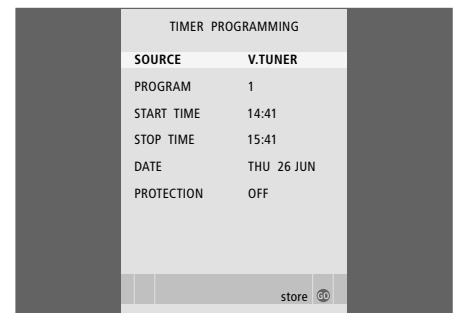 TIMER PROGRAMMING
SOURCE V.TUNER
PROGRAM 1
START TIME 14:41
STOP TIME 15:41
DATE THU 26 JUN
PROTECTION OFF
store GO